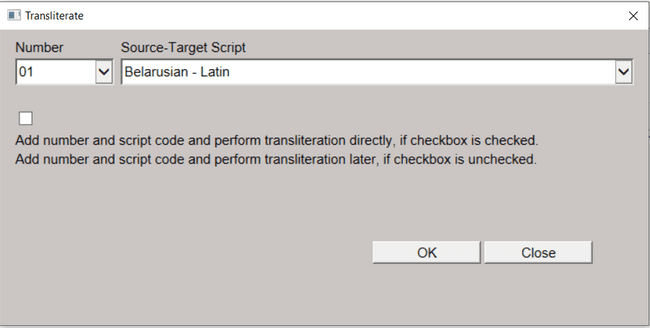 Transliterate
Number Source-Target Script
01 Belarusian - Latin
Add number and script code and perform transliteration directly, if checkbox is checked.
Add number and script code and perform transliteration later, if checkbox is unchecked.
OK Close